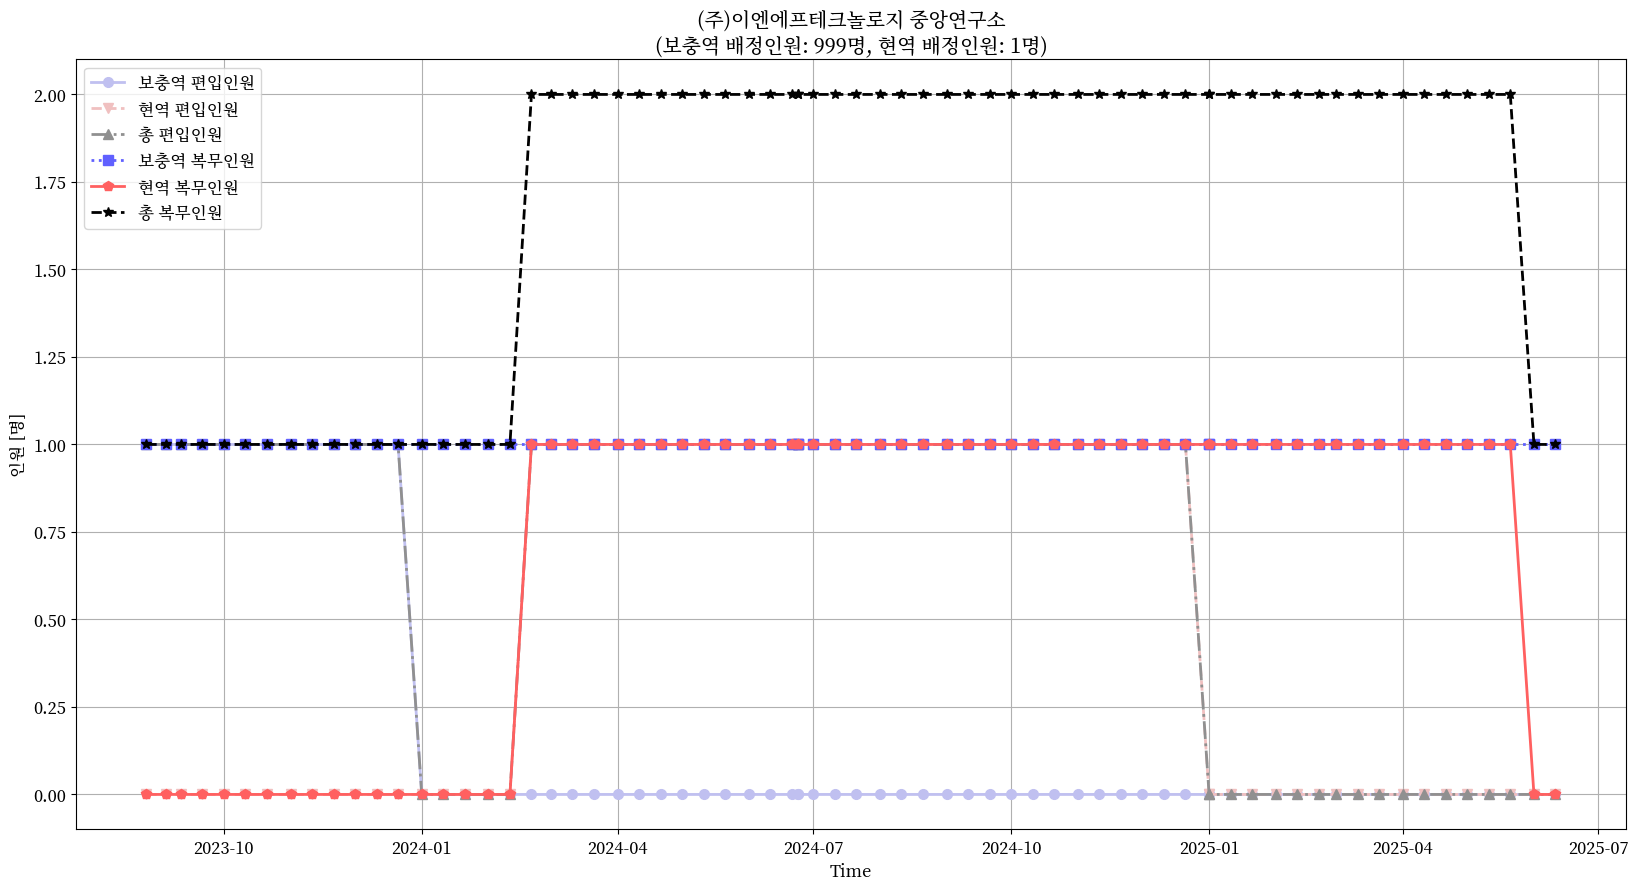 (주)이엔에프테크놀로지 중앙연구소
(보충역 배정인원: 999명, 현역 배정인원: 1명)
보충역 편입인원
현역 편입인원
총 편입인원
보충역 복무인원
현역 복무인원
총 복무인원
2.00
1.75
1.50
1.25
1.00
0.75
0.50
0.25
0.00
인원 [명]
2023-10
2024-01
2024-04
2024-07
2024-10
2025-01
2025-04
2025-07
Time